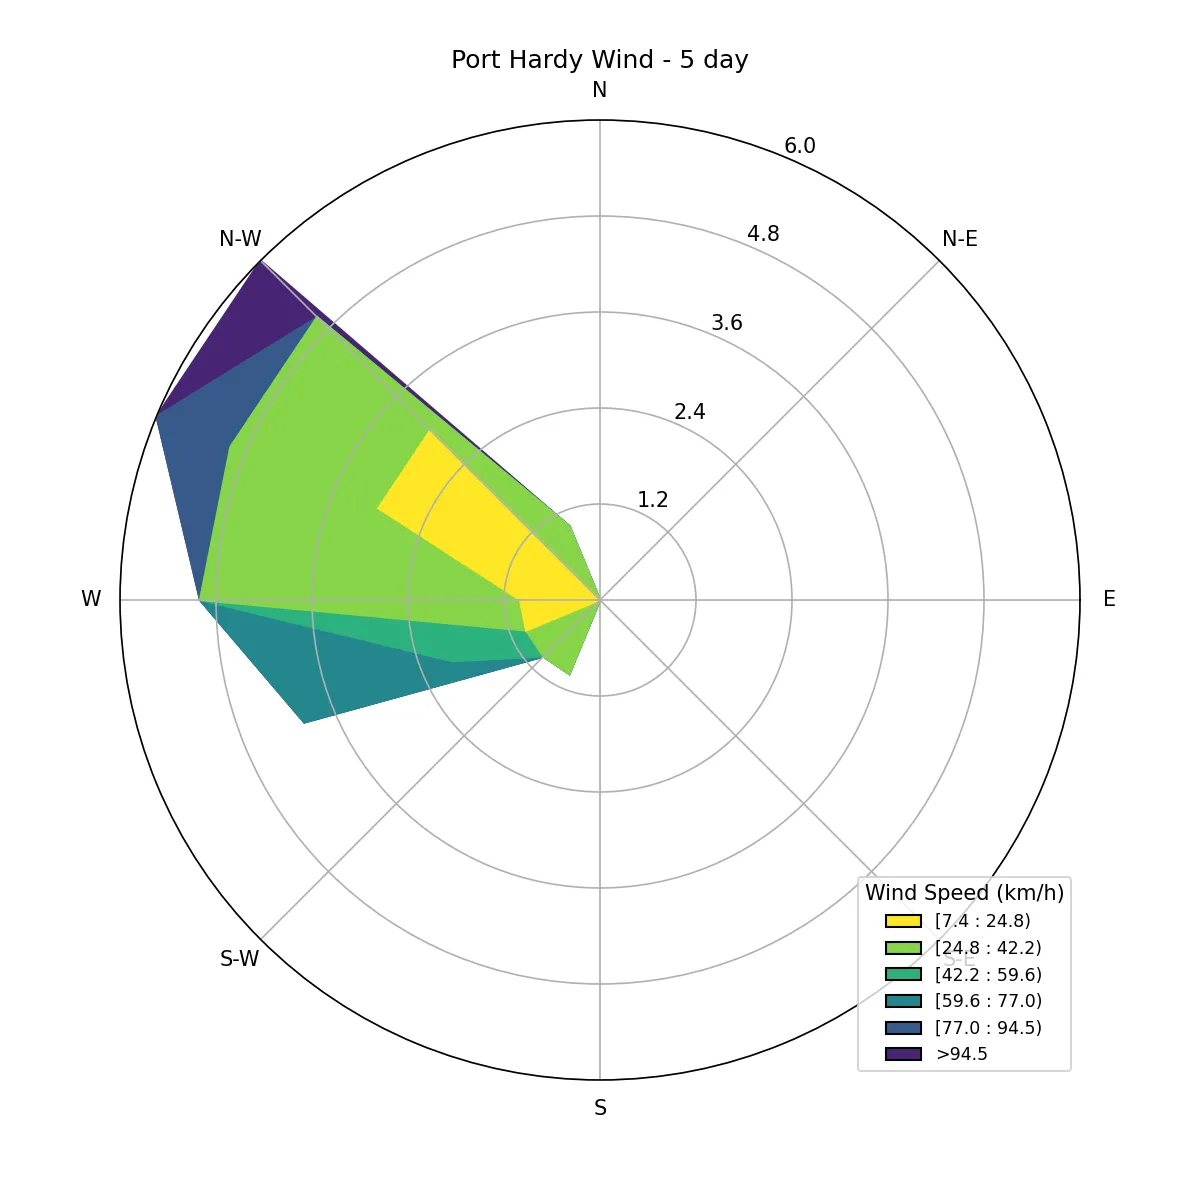 Port Hardy Wind - 5 day
N
6.0
N-W
N-E
4.8
3.6
2.4
1.2
W
E
S-W
S-E
S
Wind Speed (km/h)
[7.4 : 24.8)
[24.8 : 42.2)
[42.2 : 59.6)
[59.6 : 77.0)
[77.0 : 94.5)
>94.5